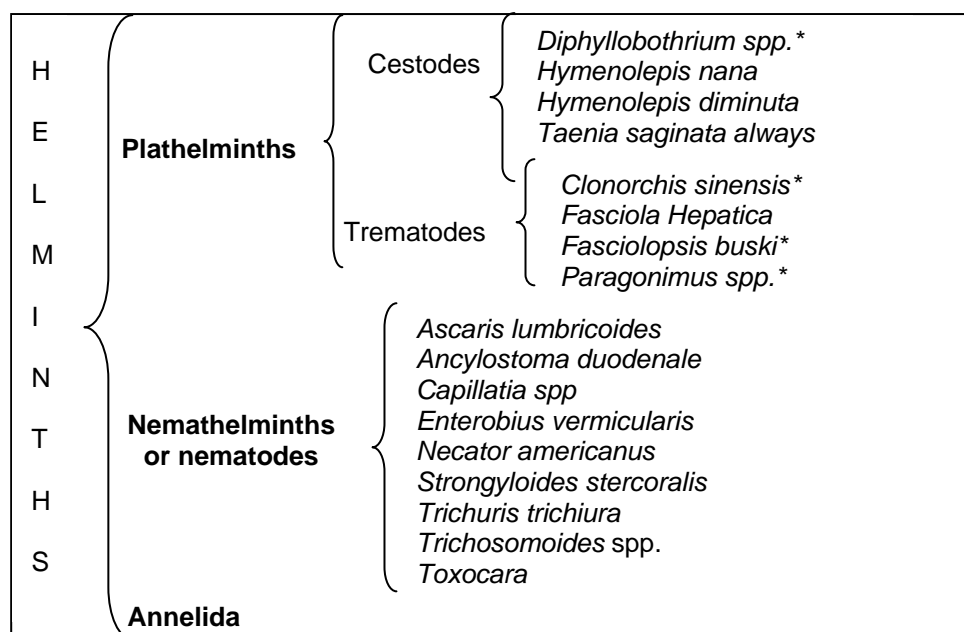 HELMINTHS
Plathelminths
Cestodes
Diphyllobothrium spp.*
Hymenolepis nana
Hymenolepis diminuta
Taenia saginata always
Trematodes
Clonorchis sinensis*
Fasciola Hepatica
Fasciolopsis buski*
Paragonimus spp.*
Nemathelminths
or nematodes
Ascaris lumbricoides
Ancylostoma duodenale
Capillatia spp
Enterobius vermicularis
Necator americanus
Strongyloides stercoralis
Trichuris trichiura
Trichosomoides spp.
Toxocara
Annelida